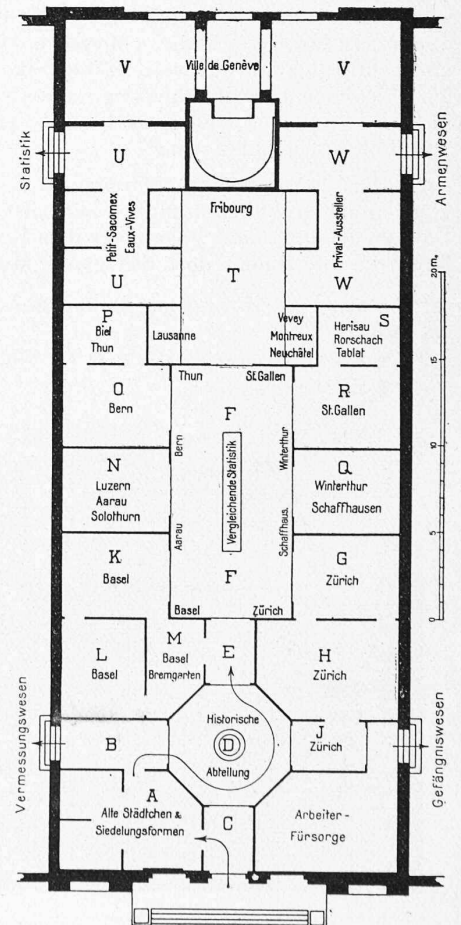 V
Ville de Genève
V
Statistik
U
W
Armenwesen
Petit-Saconex
Eaux-Vives
Fribourg
Privat-Aussteller
T
U
W
20 m.
P
Biel
Thun
Lausanne
Vevey
Montreux
Neuchâtel
S
Herisau
Rorschach
Tablat
15
Thun
St.Gallen
O
Bern
F
R
St.Gallen
Bern
Vergleichende Statistik
Winterthur
10
N
Luzern
Aarau
Solothurn
Q
Winterthur
Schaffhausen
Aarau
Schaffhaus.
5
K
Basel
F
G
Zürich
Basel
Zürich
0
L
Basel
M
Basel
Bremgarten
E
H
Zürich
Vermessungswesen
B
Historische
D
Abteilung
J
Zürich
Gefängniswesen
A
Alte Städtchen &
Siedelungsformen
C
Arbeiter-
Fürsorge